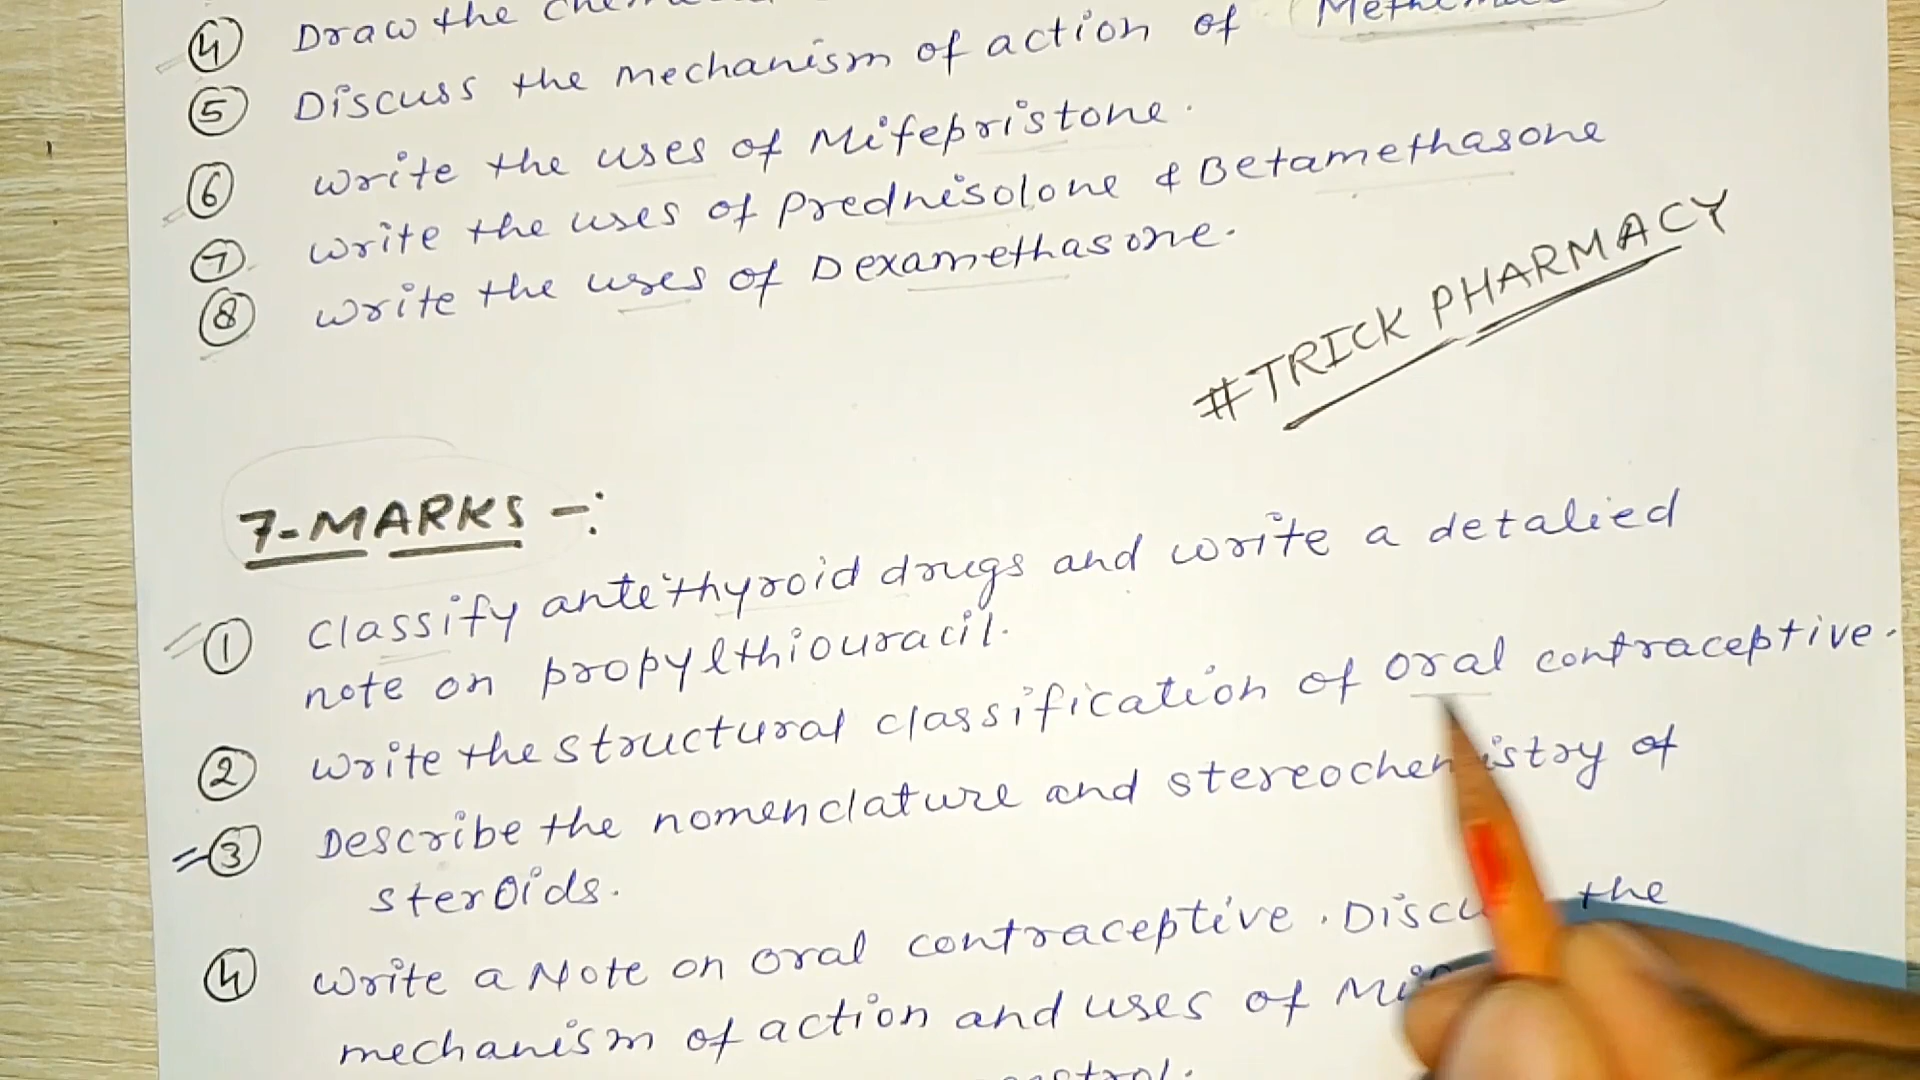 ④ Draw the
⑤ Discuss the mechanism of action of
⑥ write the uses of Mifepristone.
⑦ write the uses of Prednisolone & Betamethasone
⑧ write the uses of Dexamethasone.
#TRICK PHARMACY
7-MARKS -:
① Classify antithyroid drugs and write a detalied
note on propylthiouracil.
② write the structural classification of oral contraceptive.
③ Describe the nomenclature and stereochemistry of
steroids.
④ write a Note on oral contraceptive. Discuss the
mechanism of action and uses of